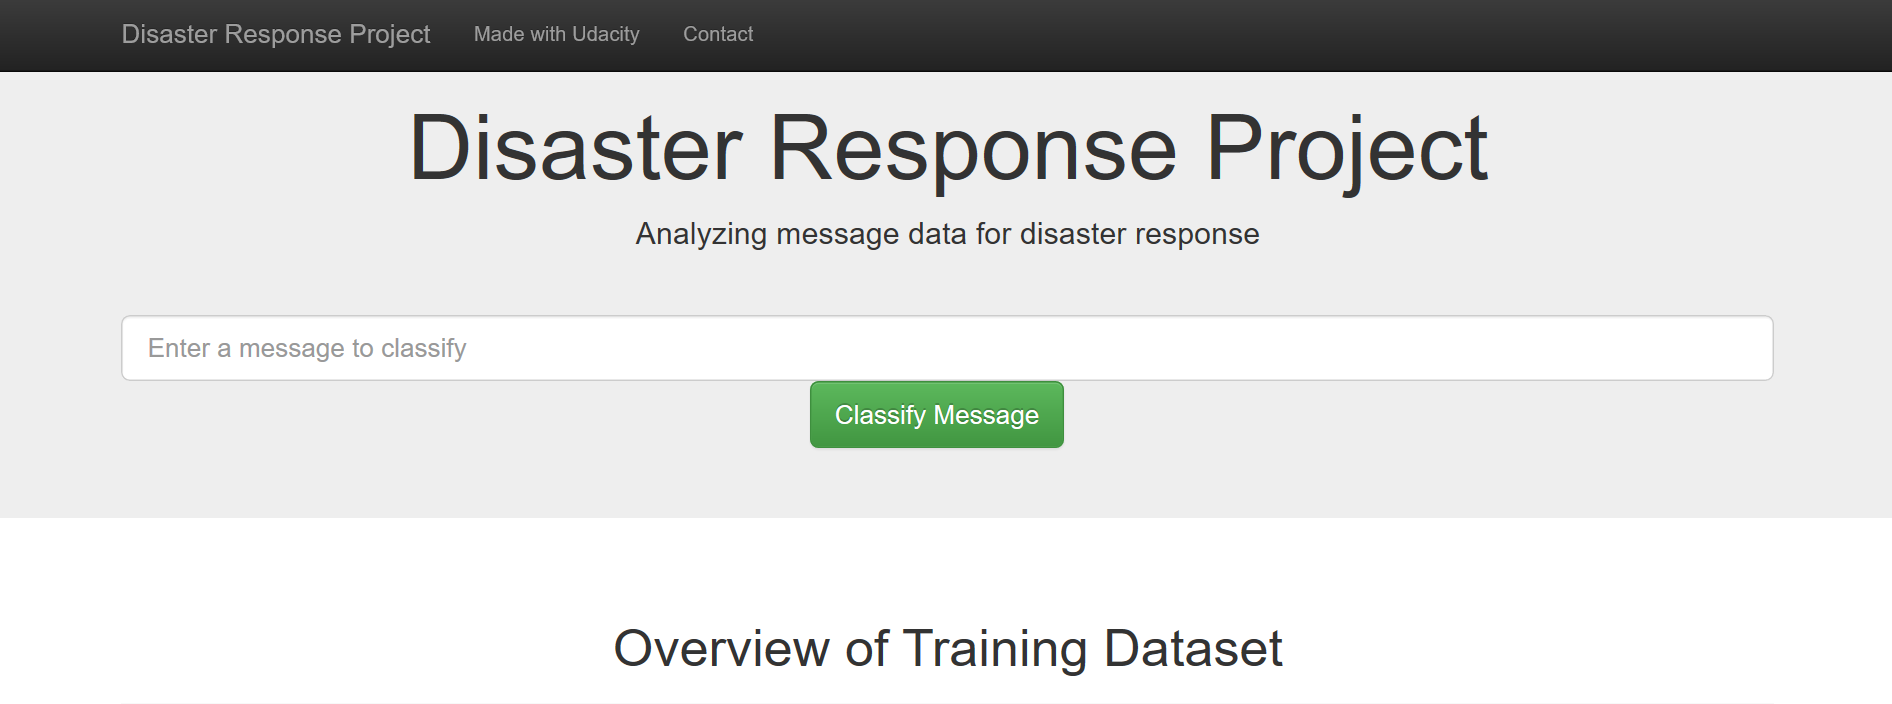 Disaster Response Project Made with Udacity Contact
Disaster Response Project
Analyzing message data for disaster response
Enter a message to classify
Classify Message
Overview of Training Dataset